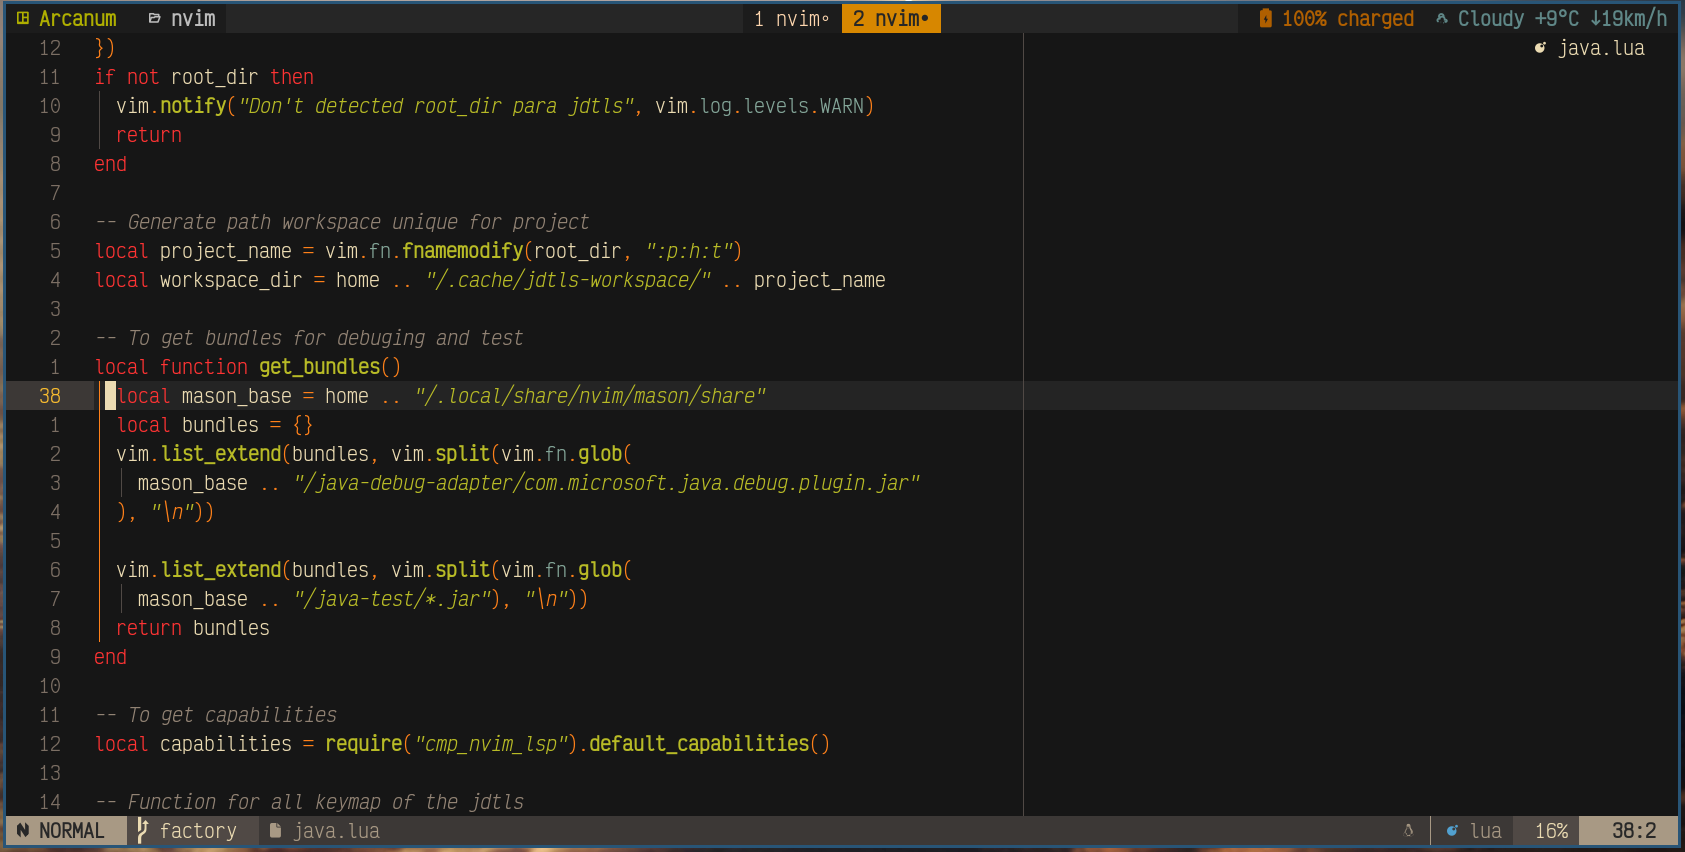 Arcanum nvim 1 nvim 2 nvim 100% charged Cloudy +9°C ↓19km/h
12 }) java.lua
11 if not root_dir then
10 vim.notify("Don't detected root_dir para jdtls", vim.log.levels.WARN)
9 return
8 end
7
6 -- Generate path workspace unique for project
5 local project_name = vim.fn.fnamemodify(root_dir, ":p:h:t")
4 local workspace_dir = home .. "/.cache/jdtls-workspace/" .. project_name
3
2 -- To get bundles for debuging and test
1 local function get_bundles()
38 local mason_base = home .. "/.local/share/nvim/mason/share"
1 local bundles = {}
2 vim.list_extend(bundles, vim.split(vim.fn.glob(
3 mason_base .. "/java-debug-adapter/com.microsoft.java.debug.plugin.jar"
4 ), "\n"))
5
6 vim.list_extend(bundles, vim.split(vim.fn.glob(
7 mason_base .. "/java-test/*.jar"), "\n"))
8 return bundles
9 end
10
11 -- To get capabilities
12 local capabilities = require("cmp_nvim_lsp").default_capabilities()
13
14 -- Function for all keymap of the jdtls
NORMAL factory java.lua lua 16% 38:2